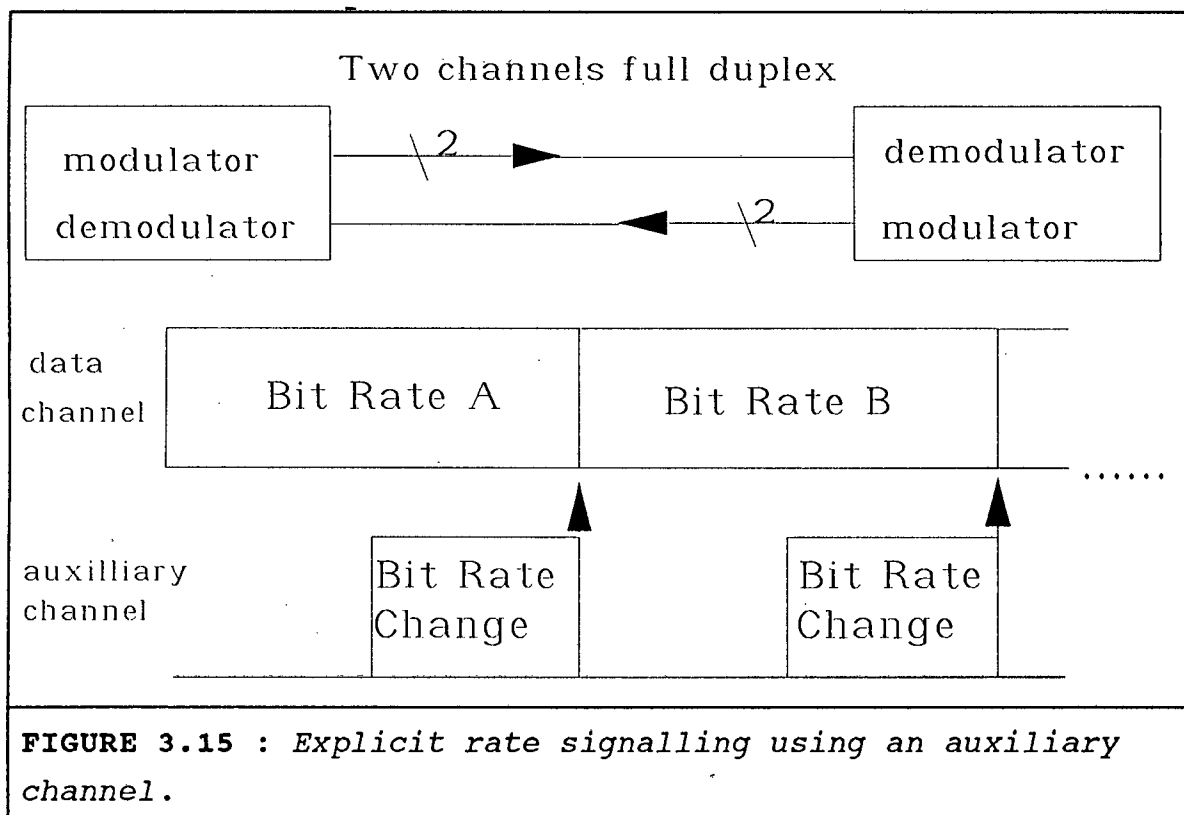 Two channels full duplex
modulator
demodulator
2
2
demodulator
modulator
data
channel
Bit Rate A
Bit Rate B
......
auxilliary
channel
Bit Rate
Change
Bit Rate
Change
FIGURE 3.15 : Explicit rate signalling using an auxiliary
channel.